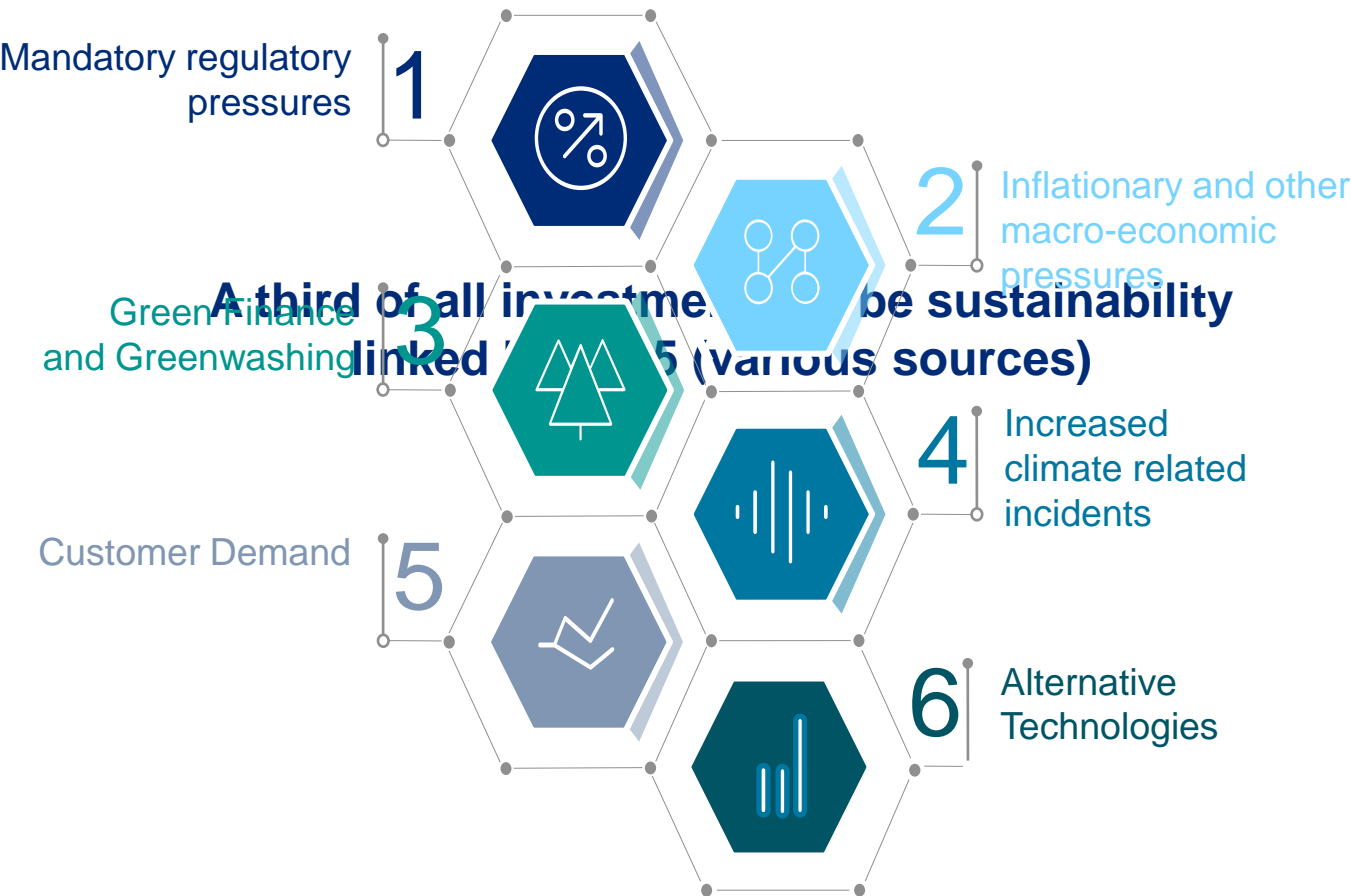 1
Mandatory regulatory
pressures
2
Inflationary and other
macro-economic
pressures
3
Green Finance
and Greenwashing
A third of all be sustainability
linked (various sources)
4
Increased
climate related
incidents
5
Customer Demand
6
Alternative
Technologies